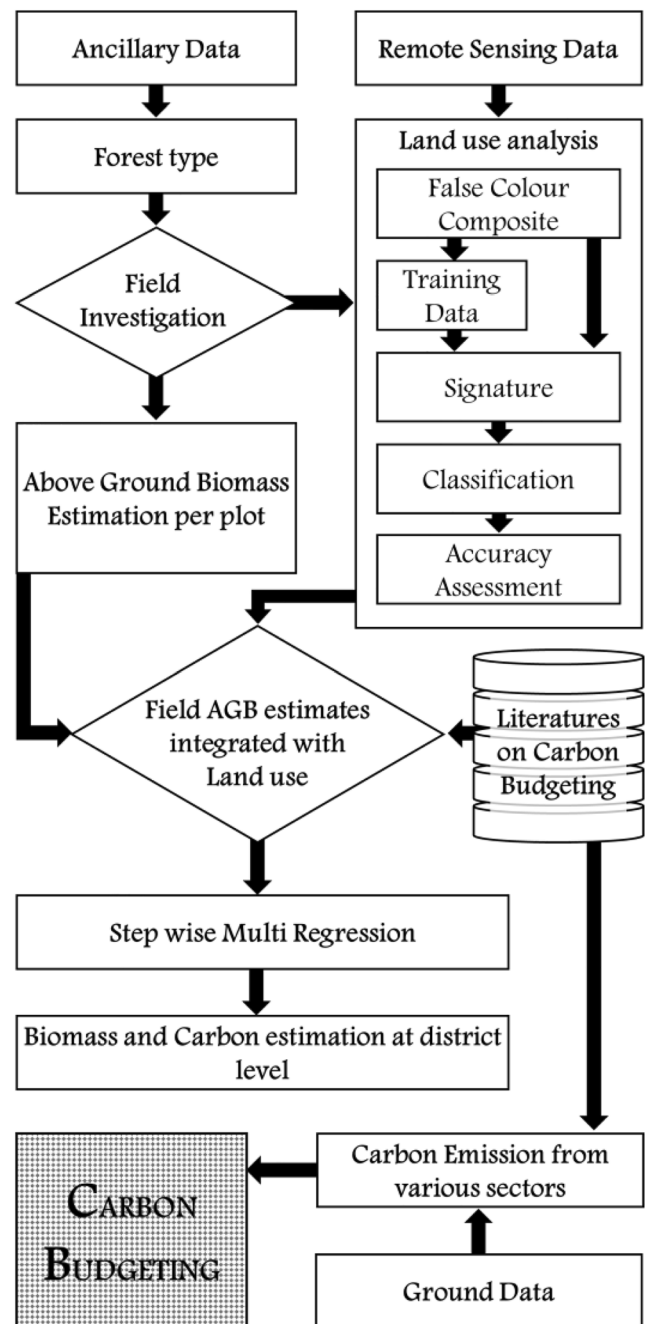 Ancillary Data
Remote Sensing Data
Forest type
Land use analysis
False Colour
Composite
Training
Data
Field
Investigation
Signature
Classification
Accuracy
Assessment
Above Ground Biomass
Estimation per plot
Field AGB estimates
integrated with
Land use
Literatures
on Carbon
Budgeting
Step wise Multi Regression
Biomass and Carbon estimation at district
level
Carbon Emission from
various sectors
CARBON
BUDGETING
Ground Data